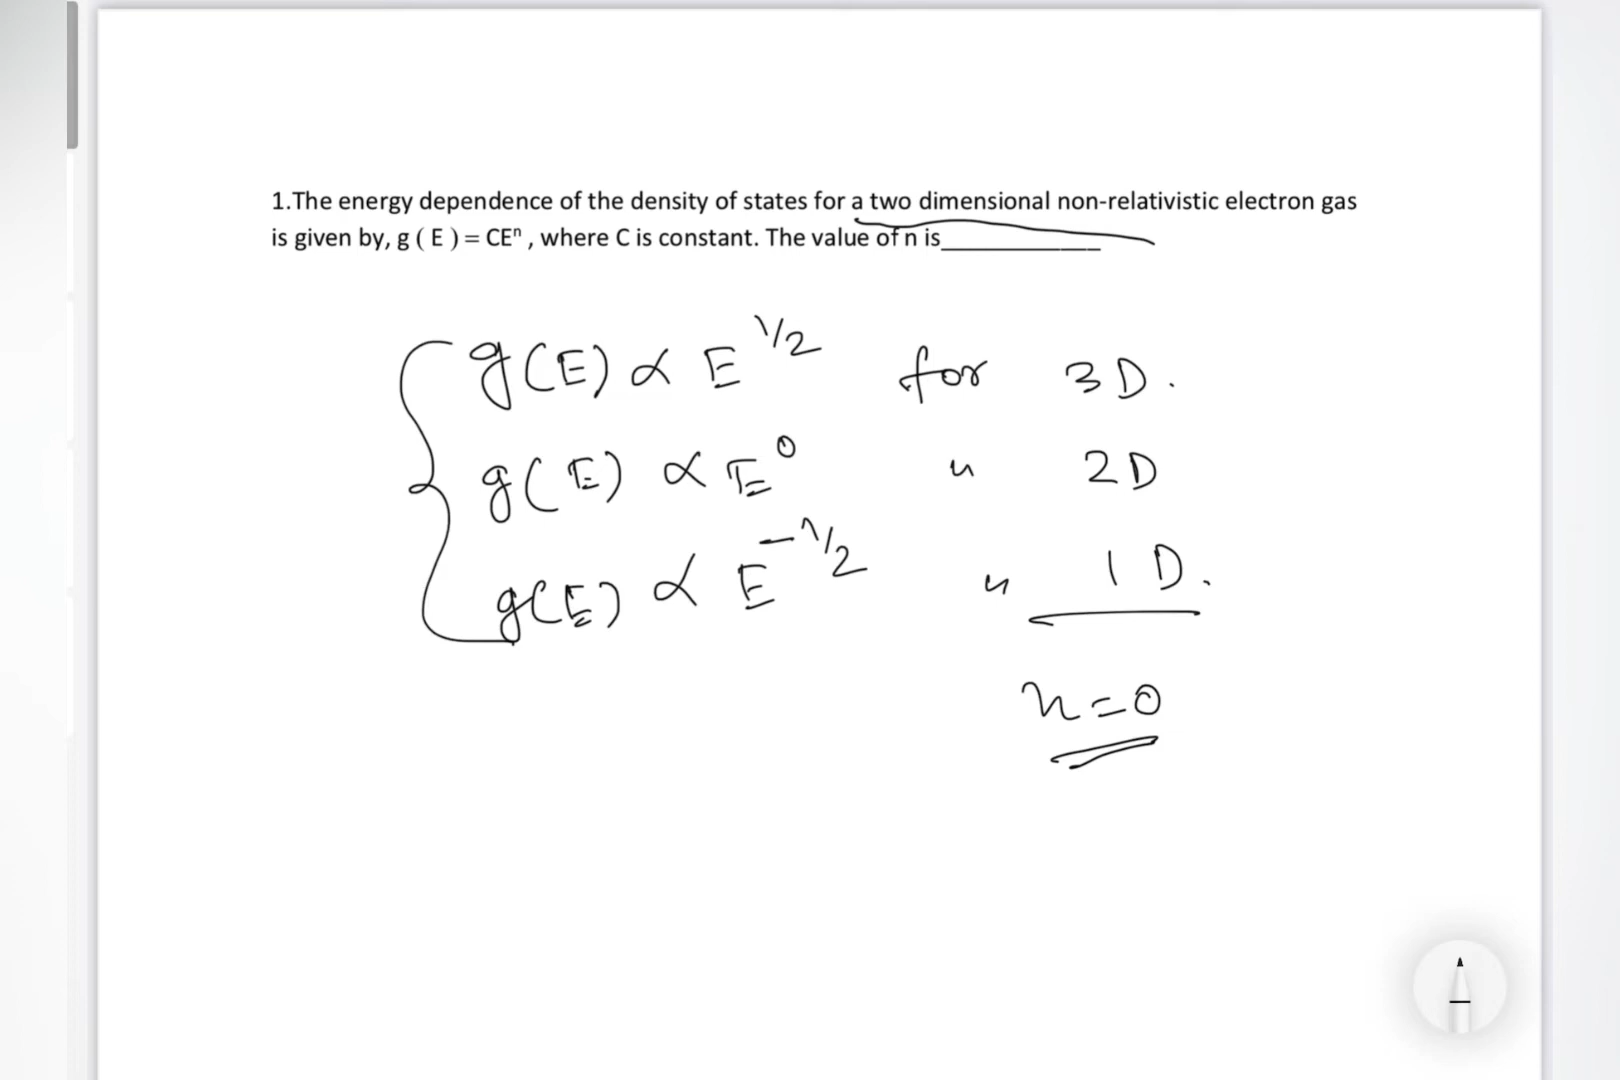 1.The energy dependence of the density of states for a two dimensional non-relativistic electron gas
is given by, g ( E ) = CEⁿ , where C is constant. The value of n is____________
g(E) ∝ E^1/2 for 3D.
g(E) ∝ E^0 " 2D
g(E) ∝ E^-1/2 " 1D.
n=0